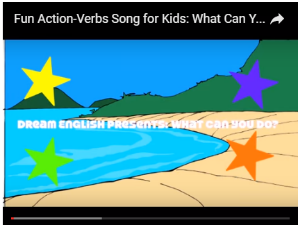 Fun Action-Verbs Song for Kids: What Can Y...
Dream English Presents: What can you do?